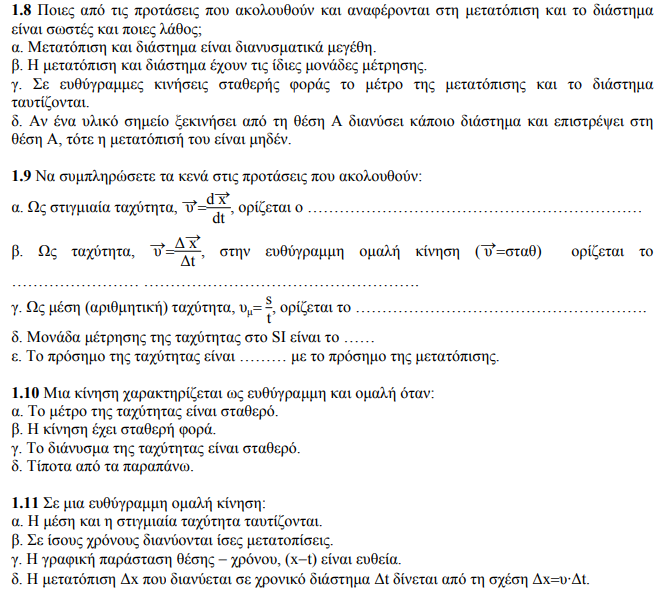 1.8 Ποιες από τις προτάσεις που ακολουθούν και αναφέρονται στη μετατόπιση και το διάστημα
είναι σωστές και ποιες λάθος;
α. Μετατόπιση και διάστημα είναι διανυσματικά μεγέθη.
β. Η μετατόπιση και διάστημα έχουν τις ίδιες μονάδες μέτρησης.
γ. Σε ευθύγραμμες κινήσεις σταθερής φοράς το μέτρο της μετατόπισης και το διάστημα
ταυτίζονται.
δ. Αν ένα υλικό σημείο ξεκινήσει από τη θέση Α διανύσει κάποιο διάστημα και επιστρέψει στη
θέση Α, τότε η μετατόπισή του είναι μηδέν.
1.9 Να συμπληρώσετε τα κενά στις προτάσεις που ακολουθούν:
α. Ως στιγμιαία ταχύτητα, $\vec{υ}=\frac{d\vec{x}}{dt}$, ορίζεται ο ……………………………………………………
β. Ως ταχύτητα, $\vec{υ}=\frac{Δ\vec{x}}{Δt}$, στην ευθύγραμμη ομαλή κίνηση ($\vec{υ}$=σταθ) ορίζεται το
…………………… ……………………………………………
γ. Ως μέση (αριθμητική) ταχύτητα, $υ_μ=\frac{s}{t}$, ορίζεται το ……………………………………………….
δ. Μονάδα μέτρησης της ταχύτητας στο SI είναι το ……
ε. Το πρόσημο της ταχύτητας είναι ……… με το πρόσημο της μετατόπισης.
1.10 Μια κίνηση χαρακτηρίζεται ως ευθύγραμμη και ομαλή όταν:
α. Το μέτρο της ταχύτητας είναι σταθερό.
β. Η κίνηση έχει σταθερή φορά.
γ. Το διάνυσμα της ταχύτητας είναι σταθερό.
δ. Τίποτα από τα παραπάνω.
1.11 Σε μια ευθύγραμμη ομαλή κίνηση:
α. Η μέση και η στιγμιαία ταχύτητα ταυτίζονται.
β. Σε ίσους χρόνους διανύονται ίσες μετατοπίσεις.
γ. Η γραφική παράσταση θέσης – χρόνου, (x–t) είναι ευθεία.
δ. Η μετατόπιση Δx που διανύεται σε χρονικό διάστημα Δt δίνεται από τη σχέση Δx=υ·Δt.